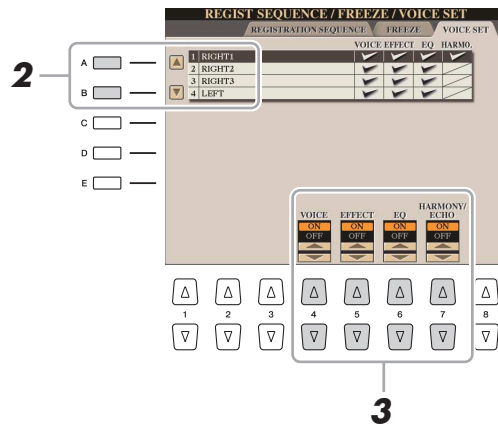 REGIST SEQUENCE / FREEZE / VOICE SET
REGISTRATION SEQUENCE FREEZE VOICE SET
VOICE EFFECT EQ HARMO.
1 RIGHT1
2 RIGHT2
3 RIGHT3
4 LEFT
2
A
B
C
D
E
VOICE EFFECT EQ HARMONY/ ECHO
ON ON ON ON
OFF OFF OFF OFF
1 2 3 4 5 6 7 8
3